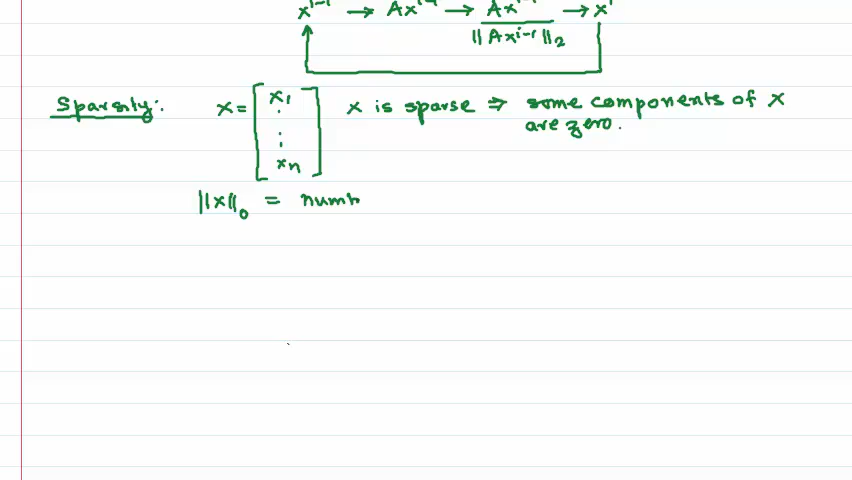 x^{i-1} → Ax^{i-1} → Ax^{i-1} / ||Ax^{i-1}||_2 → x^i
Sparsity: x = [x_1 ⋮ x_n] x is sparse ⇒ some components of x
are zero.
||x||_0 = numb